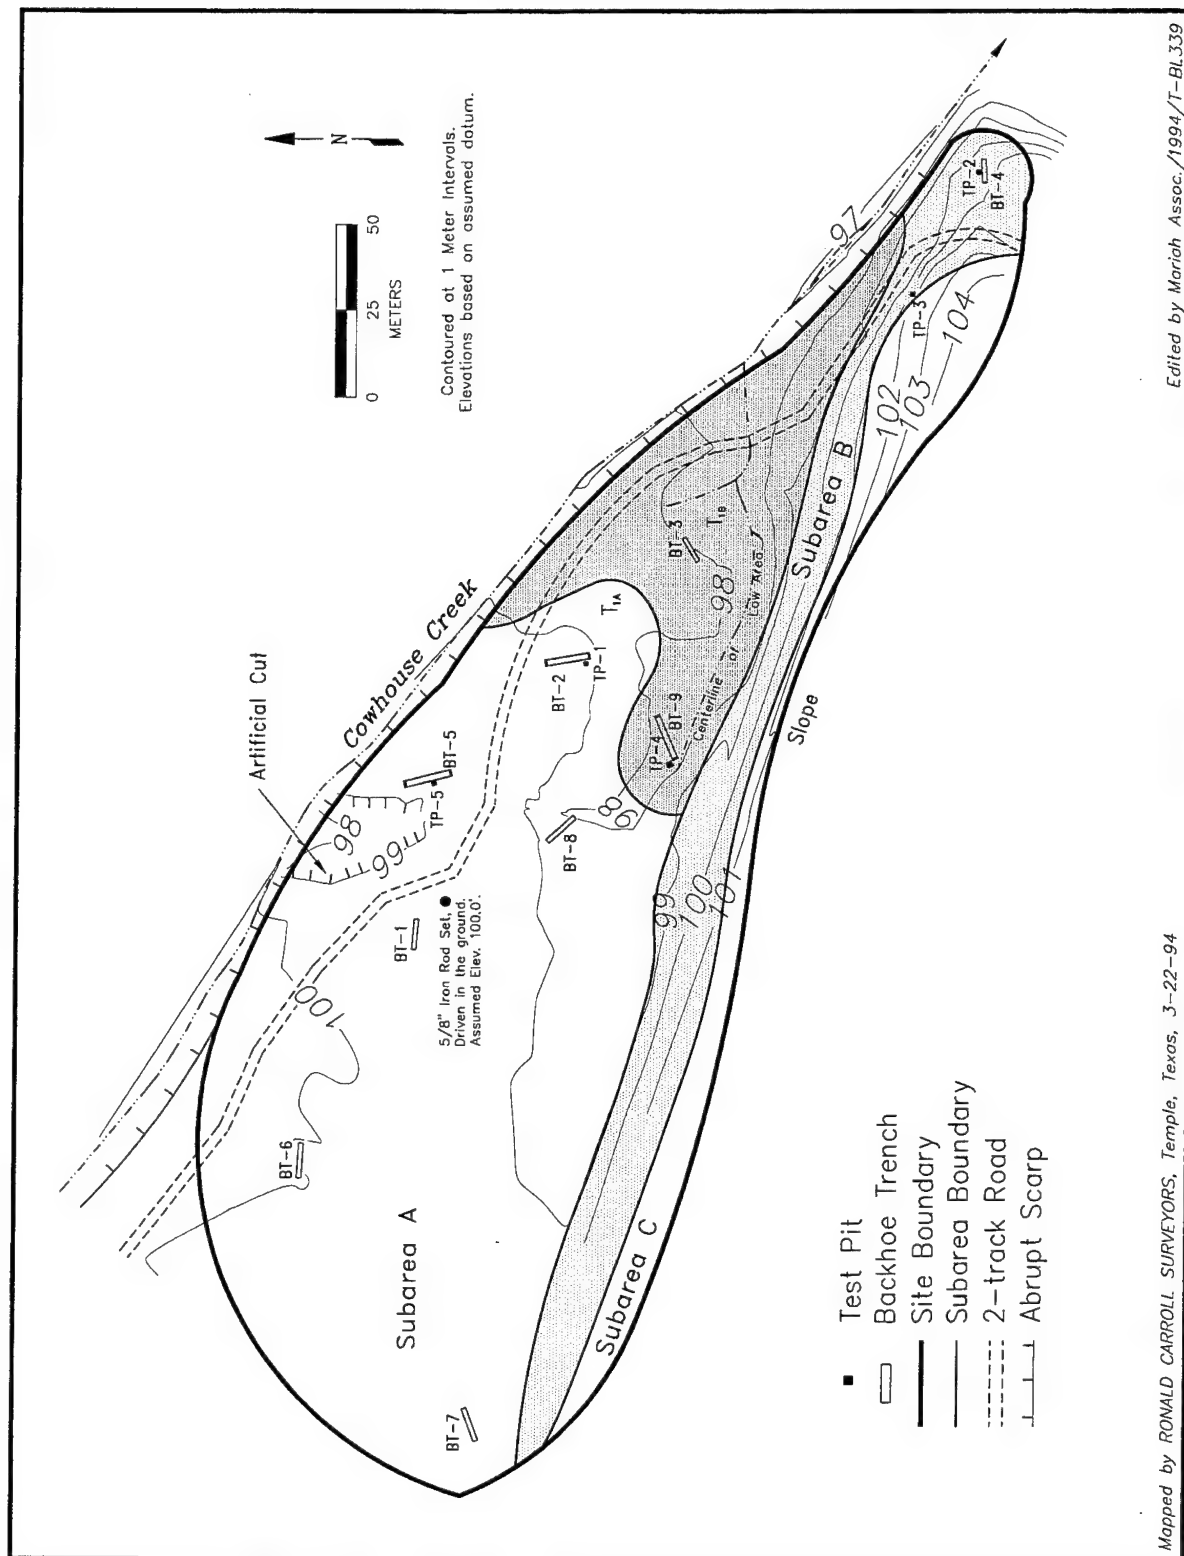 N
0 25 50
METERS
Contoured at 1 Meter Intervals.
Elevations based on assumed datum.
Artificial Cut
Cowhouse Creek
97
98
99
100
BT-6
BT-1
5/8" Iron Rod Set,
Driven in the ground.
Assumed Elev. 100.0'.
TP-5
BT-5
BT-2
TP-1
T1A
BT-8
98
99
TP-4
BT-9
BT-3
T1B
98
Centerline of Low Area
TP-2
BT-4
TP-3
102
103
104
Subarea A
BT-7
Subarea B
Subarea C
99
100
101
Slope
Test Pit
Backhoe Trench
Site Boundary
Subarea Boundary
2-track Road
Abrupt Scarp
Mapped by RONALD CARROLL SURVEYORS, Temple, Texas, 3-22-94
Edited by Mariah Assoc./1994/T-BL339